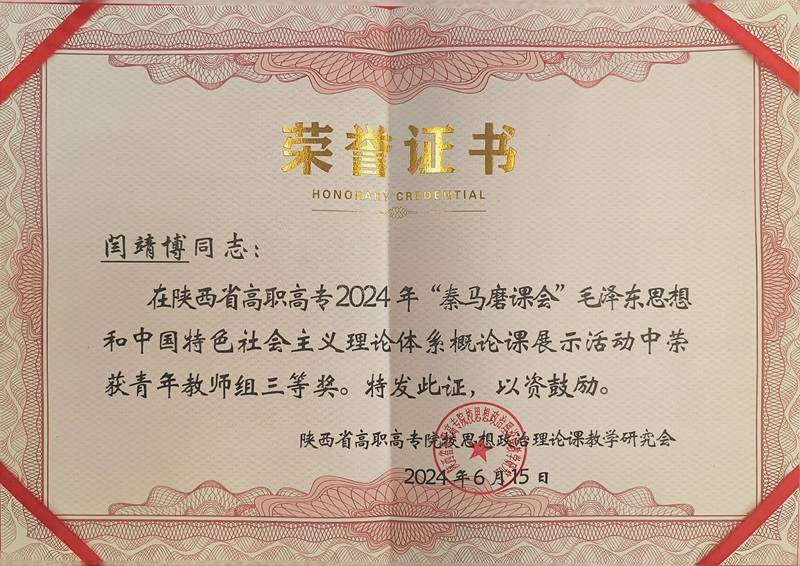 荣誉证书
HONORARY CREDENTIAL
闫靖博同志：
在陕西省高职高专2024年“秦马磨课会”毛泽东思想
和中国特色社会主义理论体系概论课展示活动中荣
获青年教师组三等奖。特发此证，以资鼓励。
陕西省高职高专院校思想政治理论课教学研究会
2024年6月15日